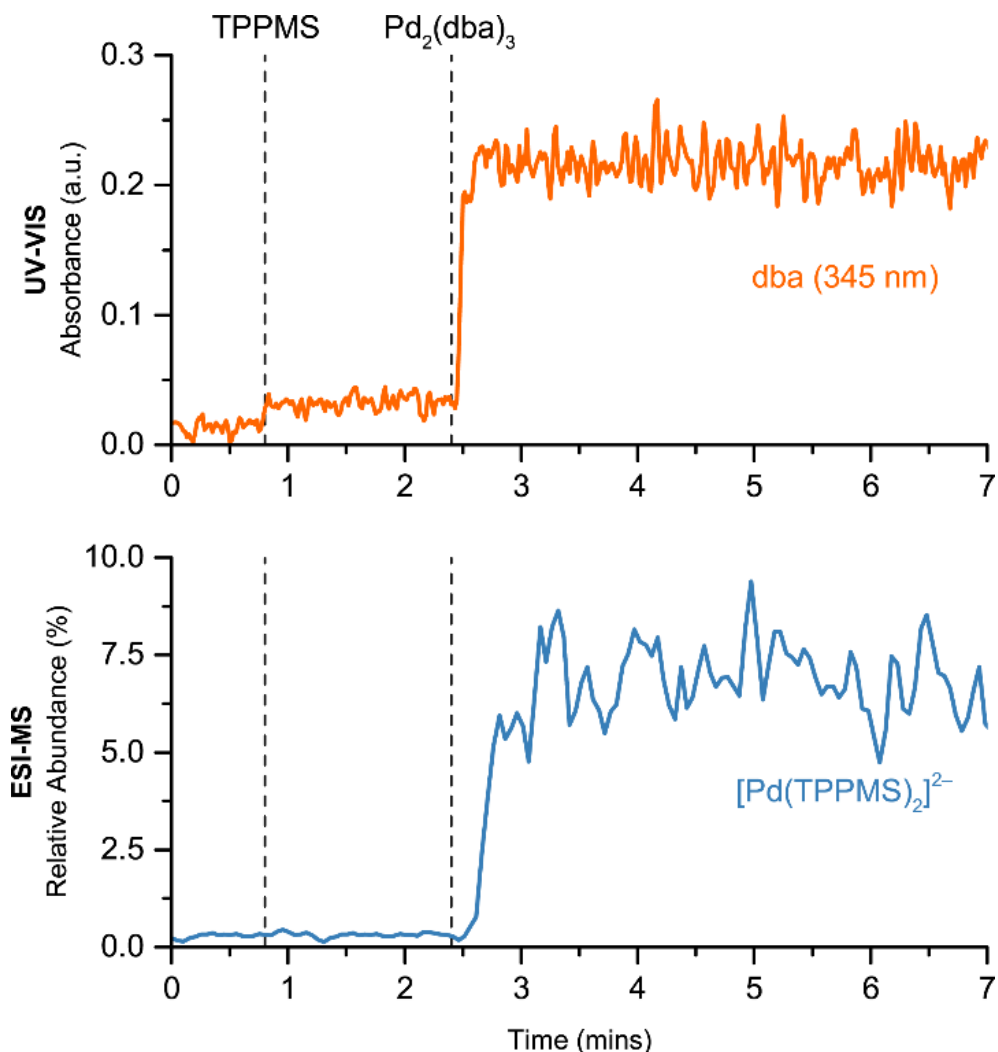 TPPMS Pd₂(dba)₃
0.3
0.2
0.1
0.0
UV-VIS
Absorbance (a.u.)
dba (345 nm)
0 1 2 3 4 5 6 7
10.0
7.5
5.0
2.5
0.0
ESI-MS
Relative Abundance (%)
[Pd(TPPMS)₂]²⁻
0 1 2 3 4 5 6 7
Time (mins)